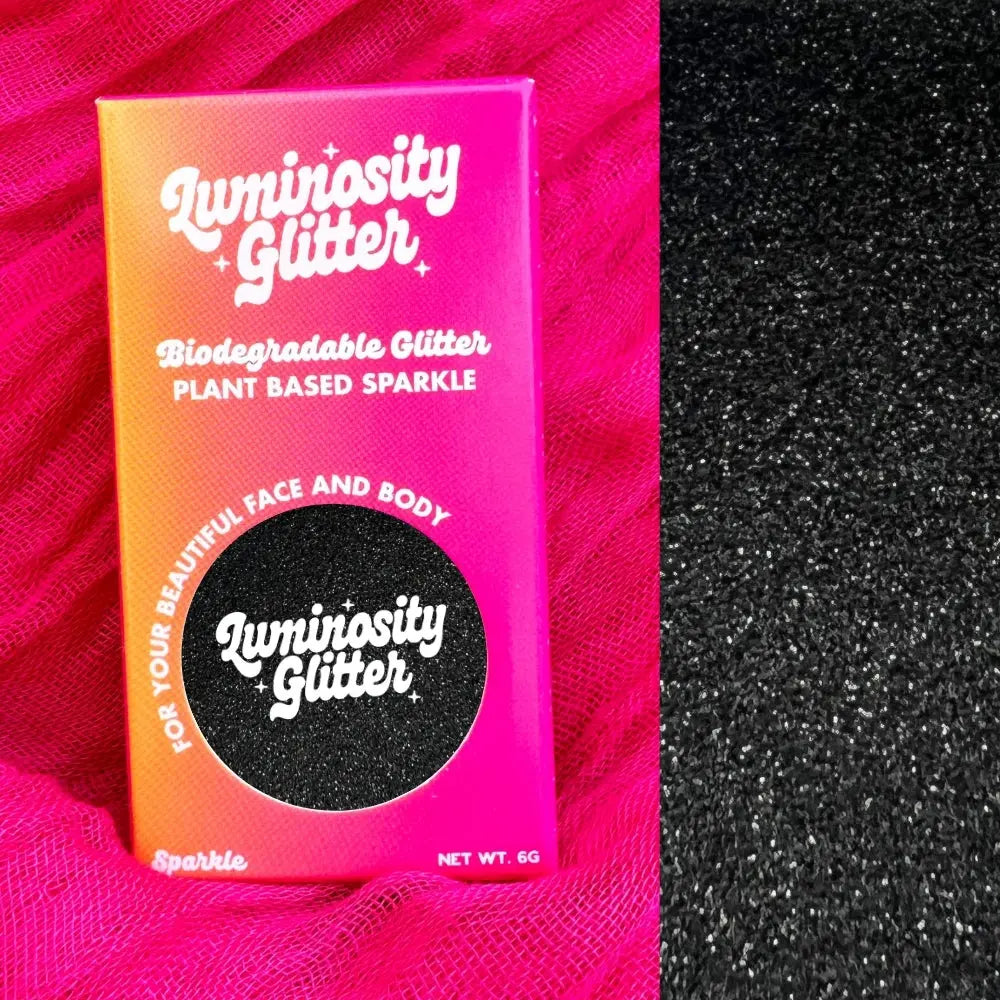 Luminosity
Glitter
Biodegradable Glitter
PLANT BASED SPARKLE
FOR YOUR BEAUTIFUL FACE AND BODY
Luminosity
Glitter
Sparkle
NET WT. 6G